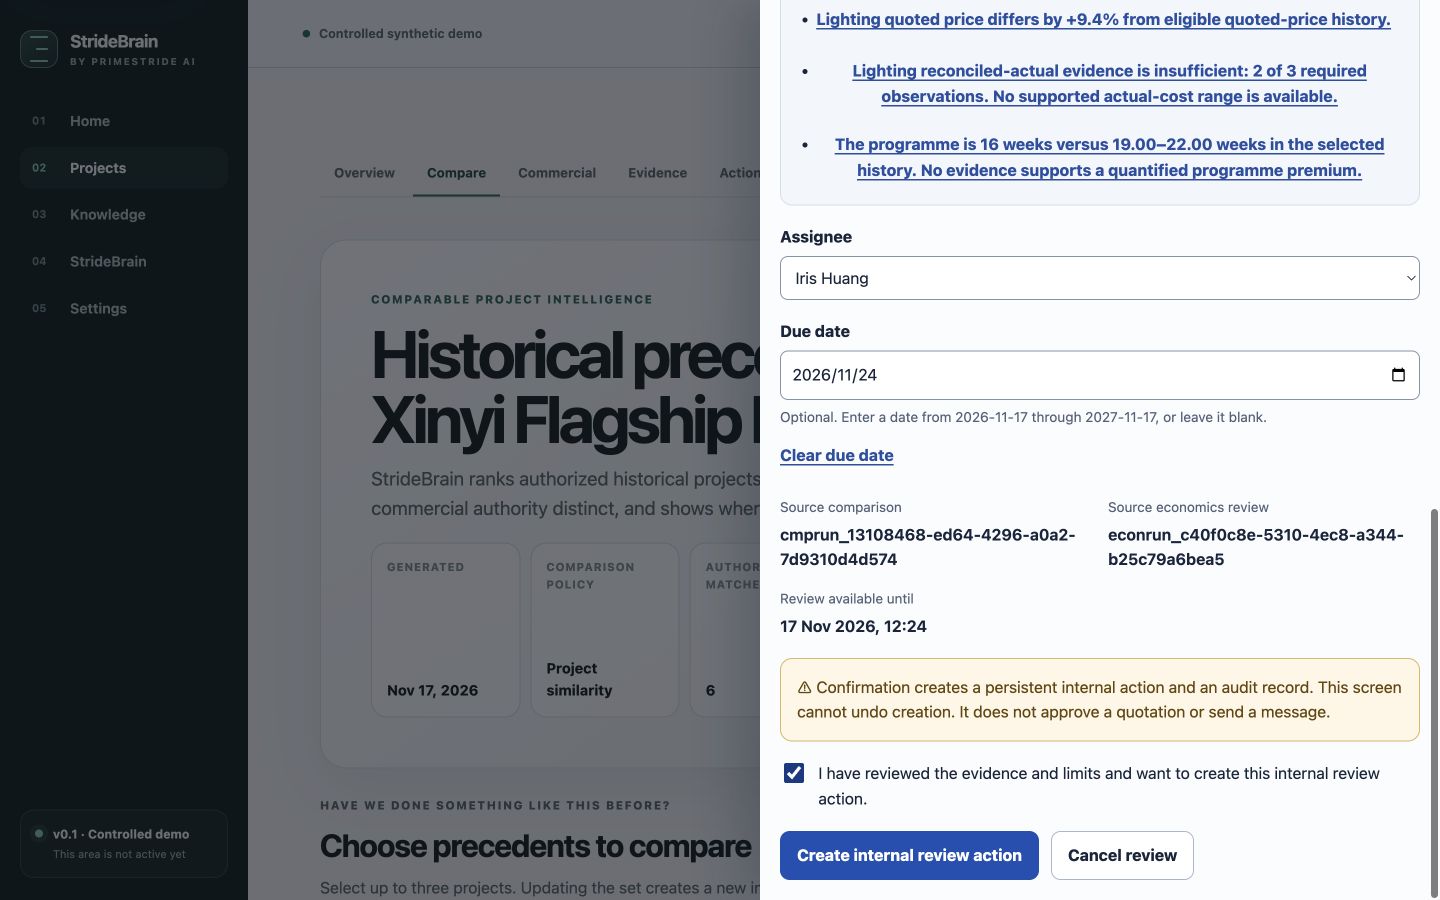 StrideBrain
BY PRIMESTRIDE AI
01 Home
02 Projects
03 Knowledge
04 StrideBrain
05 Settings
v0.1 · Controlled demo
This area is not active yet
Controlled synthetic demo
Overview
Compare
Commercial
Evidence
Action
COMPARABLE PROJECT INTELLIGENCE
Historical prec
Xinyi Flagship
StrideBrain ranks authorized historical projects
commercial authority distinct, and shows
GENERATED
Nov 17, 2026
COMPARISON
POLICY
Project
similarity
AUTHOR
MATCHE
6
HAVE WE DONE SOMETHING LIKE THIS BEFORE?
Choose precedents to compare
Select up to three projects. Updating the set creates a new
• Lighting quoted price differs by +9.4% from eligible quoted-price history.
• Lighting reconciled-actual evidence is insufficient: 2 of 3 required
observations. No supported actual-cost range is available.
• The programme is 16 weeks versus 19.00–22.00 weeks in the selected
history. No evidence supports a quantified programme premium.
Assignee
Iris Huang
Due date
2026/11/24
Optional. Enter a date from 2026-11-17 through 2027-11-17, or leave it blank.
Clear due date
Source comparison
cmprun_13108468-ed64-4296-a0a2-
7d9310d4d574
Source economics review
econrun_c40f0c8e-5310-4ec8-a344-
b25c79a6bea5
Review available until
17 Nov 2026, 12:24
⚠ Confirmation creates a persistent internal action and an audit record. This screen
cannot undo creation. It does not approve a quotation or send a message.
I have reviewed the evidence and limits and want to create this internal review
action.
Create internal review action
Cancel review